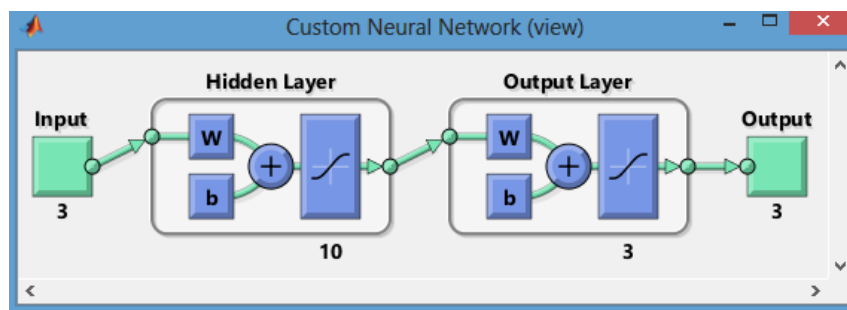 Custom Neural Network (view)
Hidden Layer
Output Layer
Input
Output
W
W
+
+
b
b
3
3
10
3